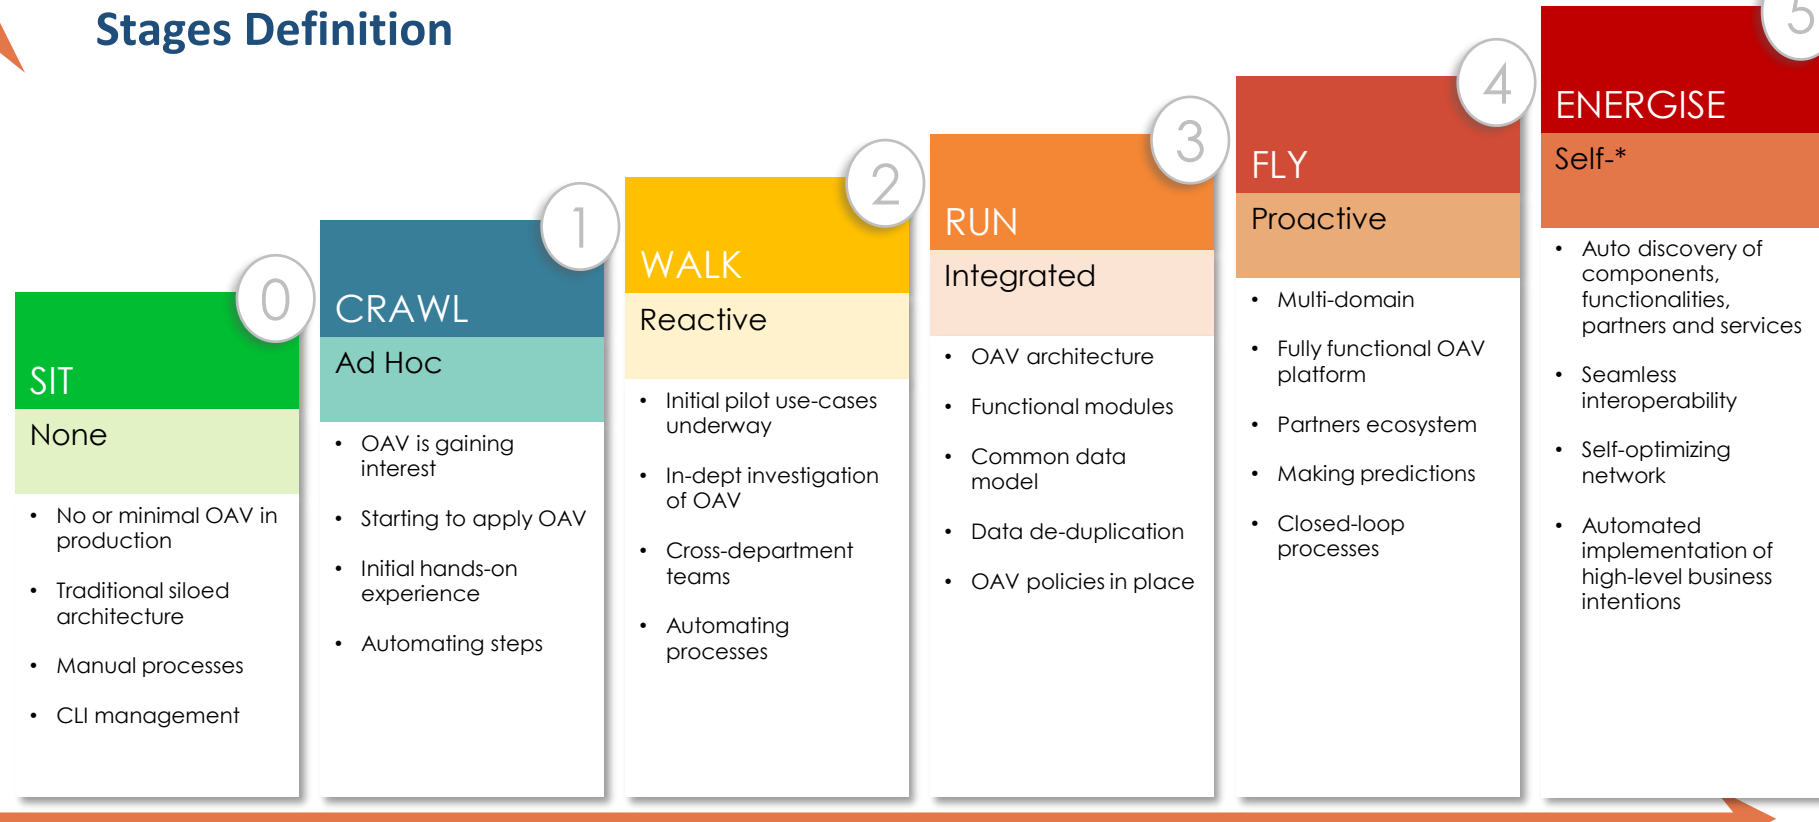 Stages Definition
0
SIT
None
• No or minimal OAV in
production
• Traditional siloed
architecture
• Manual processes
• CLI management
1
CRAWL
Ad Hoc
• OAV is gaining
interest
• Starting to apply OAV
• Initial hands-on
experience
• Automating steps
2
WALK
Reactive
• Initial pilot use-cases
underway
• In-dept investigation
of OAV
• Cross-department
teams
• Automating
processes
3
RUN
Integrated
• OAV architecture
• Functional modules
• Common data
model
• Data de-duplication
• OAV policies in place
4
FLY
Proactive
• Multi-domain
• Fully functional OAV
platform
• Partners ecosystem
• Making predictions
• Closed-loop
processes
5
ENERGISE
Self-*
• Auto discovery of
components,
functionalities,
partners and services
• Seamless
interoperability
• Self-optimizing
network
• Automated
implementation of
high-level business
intentions